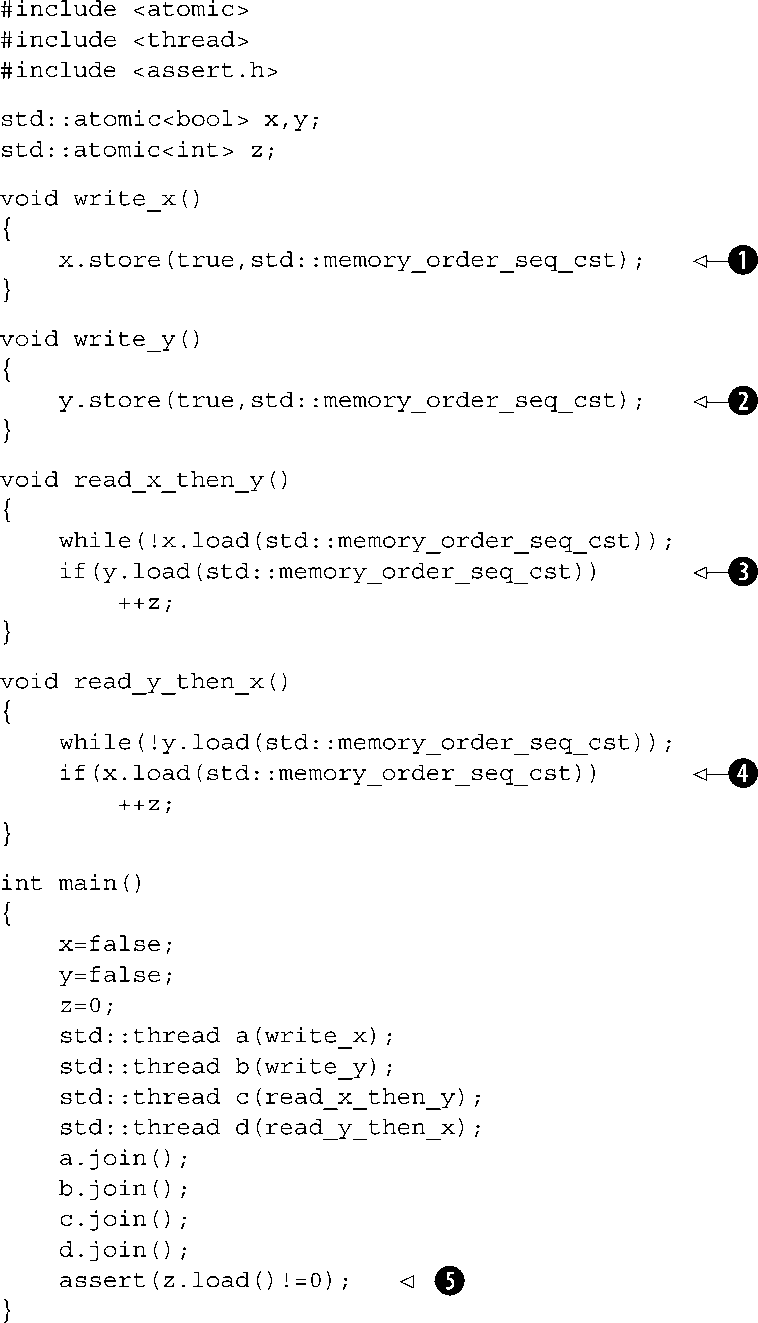 #include <atomic>
#include <thread>
#include <assert.h>
std::atomic<bool> x,y;
std::atomic<int> z;
void write_x()
{
    x.store(true,std::memory_order_seq_cst); 1
}
void write_y()
{
    y.store(true,std::memory_order_seq_cst); 2
}
void read_x_then_y()
{
    while(!x.load(std::memory_order_seq_cst));
    if(y.load(std::memory_order_seq_cst)) 3
        ++z;
}
void read_y_then_x()
{
    while(!y.load(std::memory_order_seq_cst));
    if(x.load(std::memory_order_seq_cst)) 4
        ++z;
}
int main()
{
    x=false;
    y=false;
    z=0;
    std::thread a(write_x);
    std::thread b(write_y);
    std::thread c(read_x_then_y);
    std::thread d(read_y_then_x);
    a.join();
    b.join();
    c.join();
    d.join();
    assert(z.load()!=0); 5
}